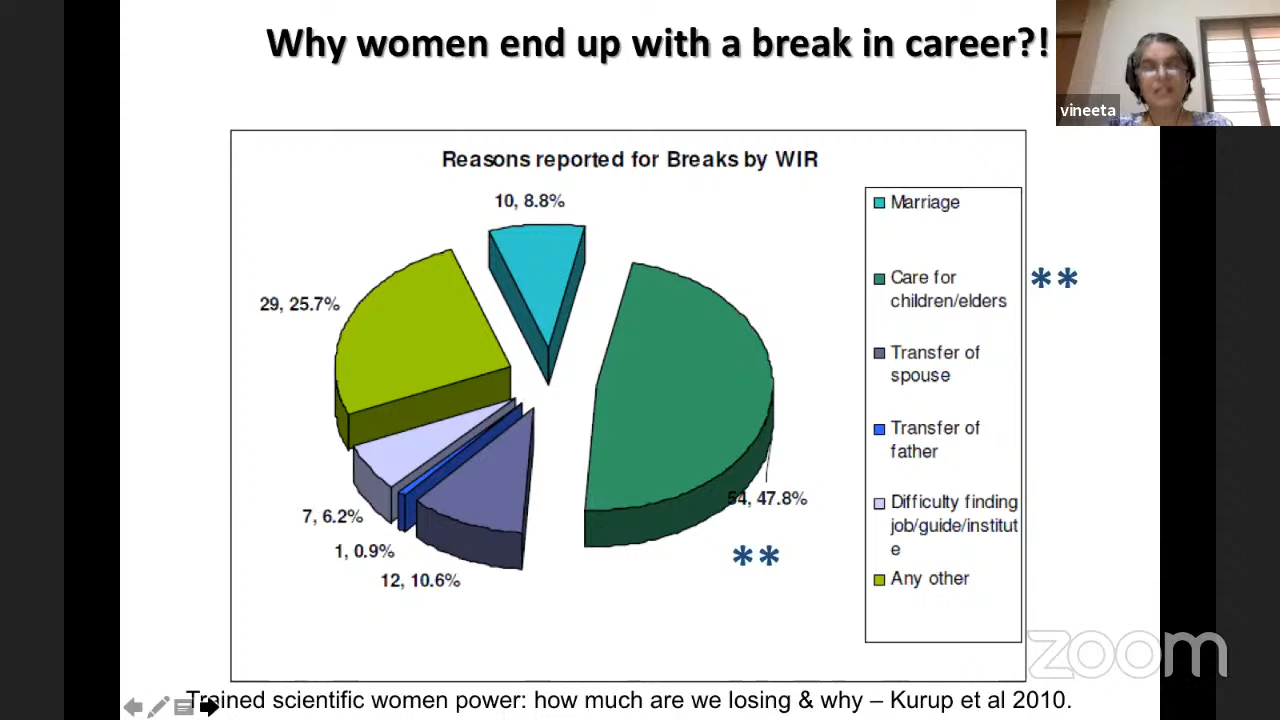 Why women end up with a break in career?!
vineeta
Reasons reported for Breaks by WIR
10, 8.8%
29, 25.7%
54, 47.8%
7, 6.2%
1, 0.9%
12, 10.6%
Marriage
Care for
children/elders
**
Transfer of
spouse
Transfer of
father
Difficulty finding
job/guide/institut
e
Any other
**
zoom
Trained scientific women power: how much are we losing & why – Kurup et al 2010.